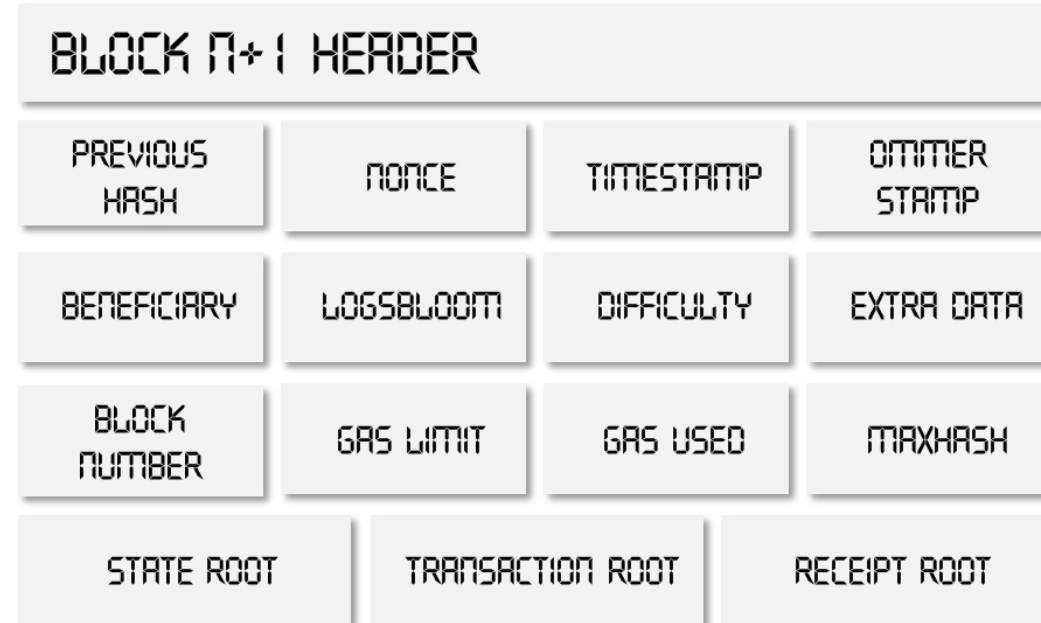 BLOCK N+1 HEADER
PREVIOUS
HASH
NONCE
TIMESTAMP
OMMER
STAMP
BENEFICIARY
LOGSBLOOM
DIFFICULTY
EXTRA DATA
BLOCK
NUMBER
GAS LIMIT
GAS USED
MAXHASH
STATE ROOT
TRANSACTION ROOT
RECEIPT ROOT